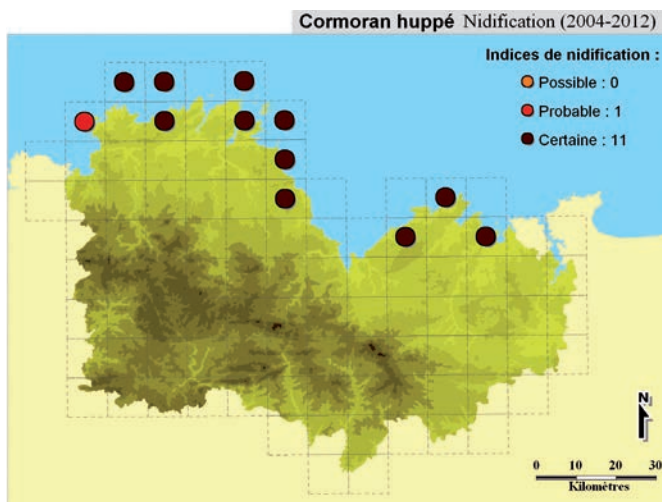 Cormoran huppé Nidification (2004-2012)
Indices de nidification :
Possible : 0
Probable : 1
Certaine : 11
N
0 10 20 30
Kilomètres